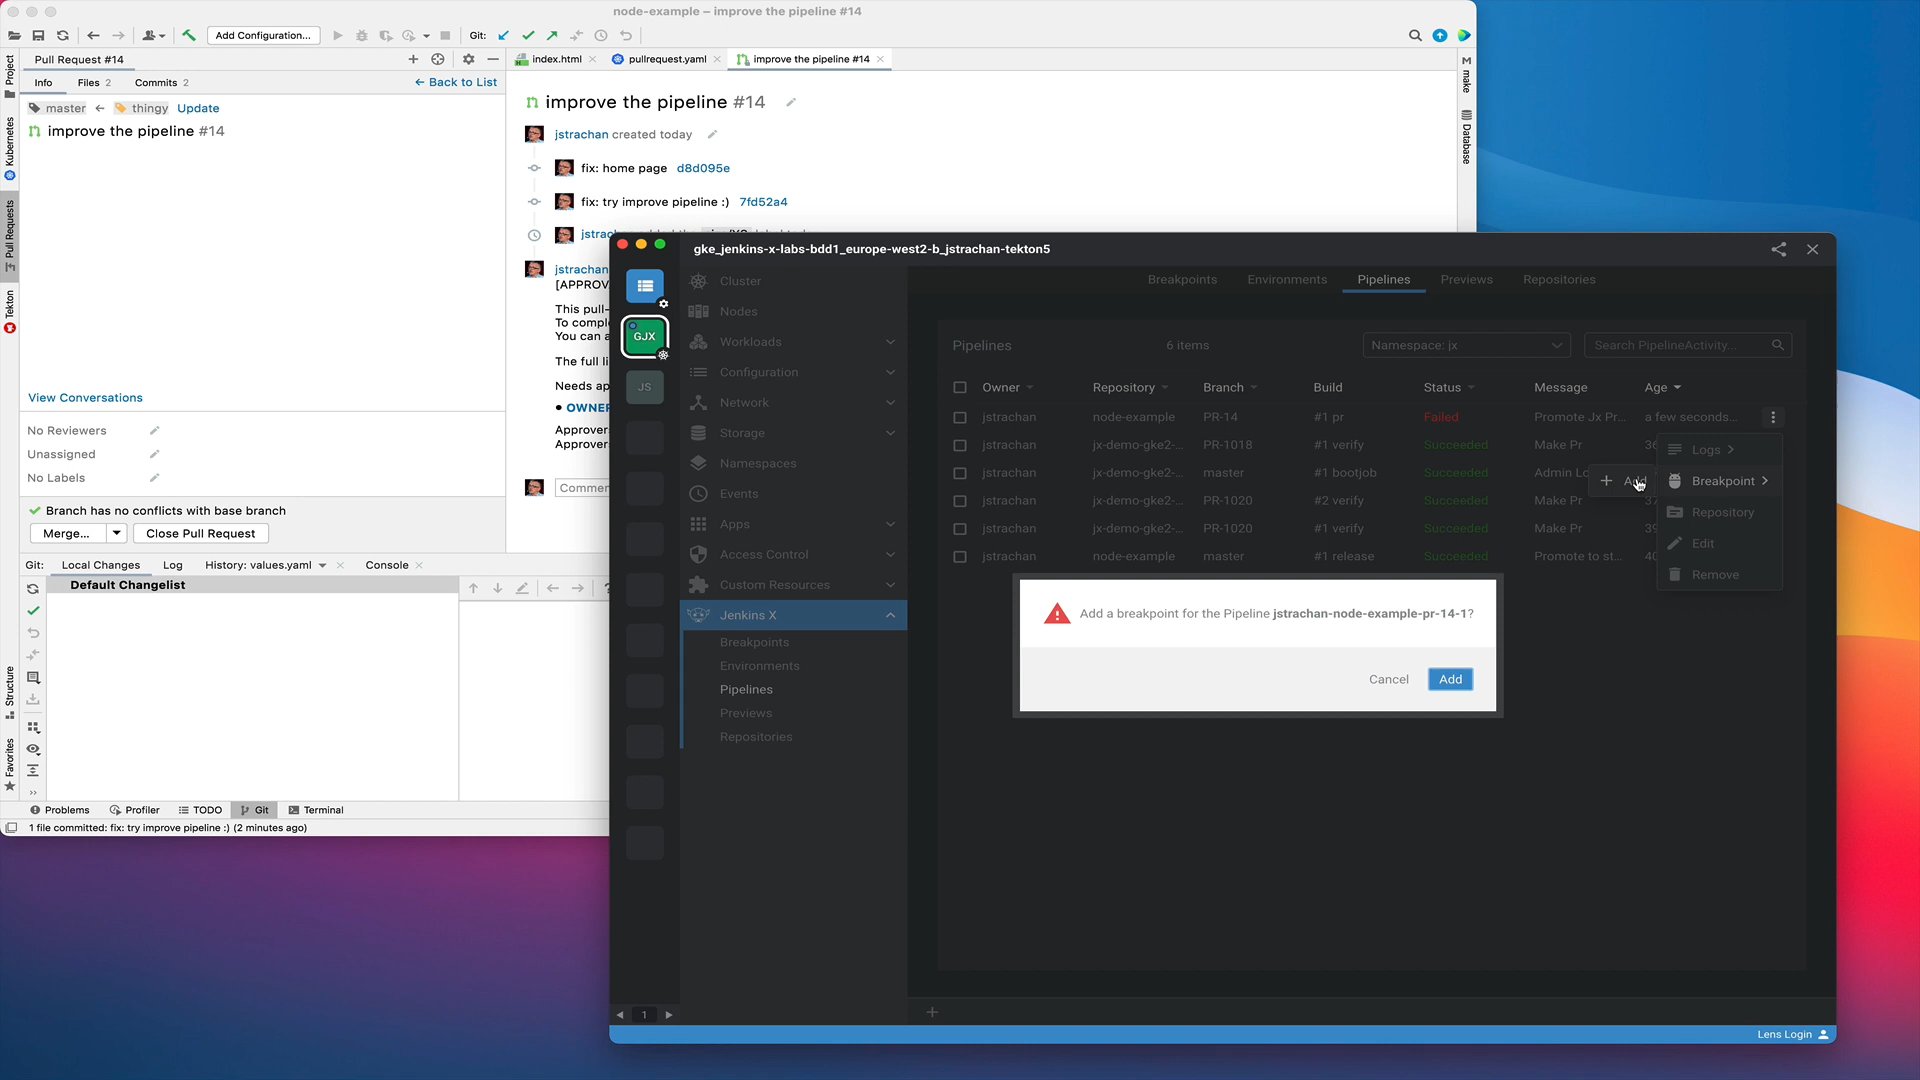 node-example – improve the pipeline #14
Add Configuration...
Git:
Pull Request #14
index.html
pullrequest.yaml
improve the pipeline #14
Info
Files 2
Commits 2
← Back to List
master ← thingy Update
improve the pipeline #14
Project
Kubernetes
Pull Requests
Tekton
Structure
Favorites
make
Database
improve the pipeline #14
jstrachan created today
fix: home page d8d095e
fix: try improve pipeline :) 7fd52a4
jstrac
jstrachan
[APPROV
This pull-
To compl
You can a
The full li
Needs ap
OWNER
Approver
Approver
Commen
View Conversations
No Reviewers
Unassigned
No Labels
Branch has no conflicts with base branch
Merge...
Close Pull Request
Git:
Local Changes
Log
History: values.yaml
Console
Default Changelist
Problems
Profiler
TODO
Git
Terminal
1 file committed: fix: try improve pipeline :) (2 minutes ago)
gke_jenkins-x-labs-bdd1_europe-west2-b_jstrachan-tekton5
GJX
JS
1
Cluster
Nodes
Workloads
Configuration
Network
Storage
Namespaces
Events
Apps
Access Control
Custom Resources
Jenkins X
Breakpoints
Environments
Pipelines
Previews
Repositories
Breakpoints
Environments
Pipelines
Previews
Repositories
Pipelines
6 items
Namespace: jx
Search PipelineActivity...
Owner Repository Branch Build Status Message Age
jstrachan node-example PR-14 #1 pr Failed Promote Jx Pr... a few seconds...
jstrachan jx-demo-gke2-... PR-1018 #1 verify Succeeded Make Pr
jstrachan jx-demo-gke2-... master #1 bootjob Succeeded Admin Lo
jstrachan jx-demo-gke2-... PR-1020 #2 verify Succeeded Make Pr
jstrachan jx-demo-gke2-... PR-1020 #1 verify Succeeded Make Pr
jstrachan node-example master #1 release Succeeded Promote to st...
Logs
Add
Breakpoint
Repository
Edit
Remove
Add a breakpoint for the Pipeline jstrachan-node-example-pr-14-1?
Cancel
Add
Lens Login